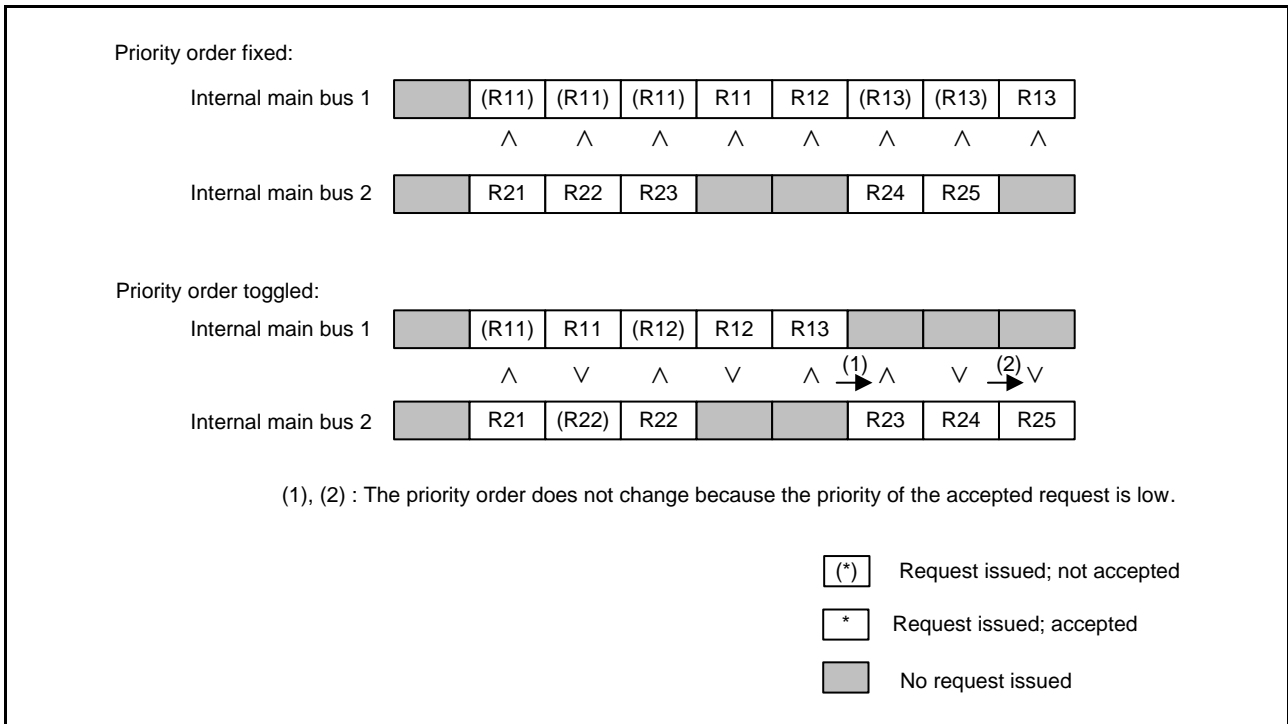 Priority order fixed:
Internal main bus 1 (R11) (R11) (R11) R11 R12 (R13) (R13) R13
∧ ∧ ∧ ∧ ∧ ∧ ∧ ∧
Internal main bus 2 R21 R22 R23 R24 R25
Priority order toggled:
Internal main bus 1 (R11) R11 (R12) R12 R13
∧ ∨ ∧ ∨ ∧ (1) ∧ ∨ (2) ∨
Internal main bus 2 R21 (R22) R22 R23 R24 R25
(1), (2) : The priority order does not change because the priority of the accepted request is low.
(*) Request issued; not accepted
* Request issued; accepted
No request issued